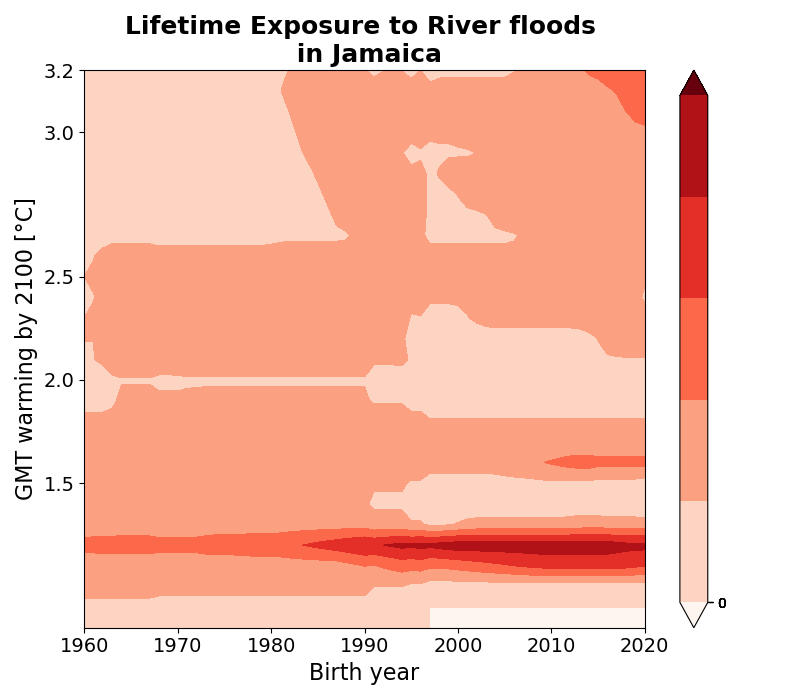 Lifetime Exposure to River floods
in Jamaica
3.2
3.0
2.5
2.0
1.5
GMT warming by 2100 [°C]
0
1960 1970 1980 1990 2000 2010 2020
Birth year